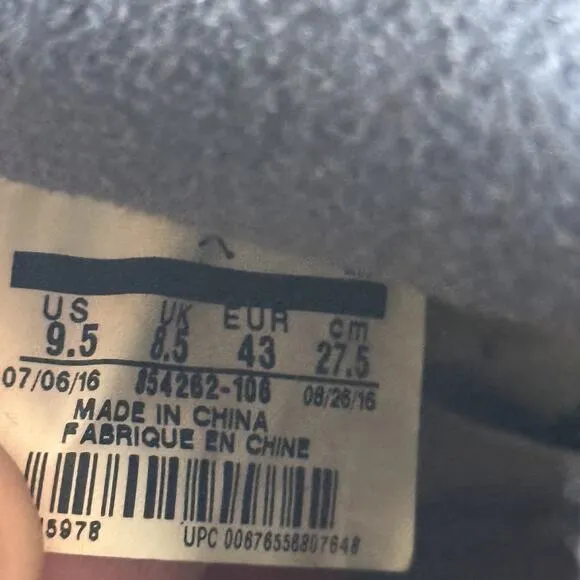 US UK EUR cm
9.5 8.5 43 27.5
07/06/16 854262-106 08/26/16
MADE IN CHINA
FABRIQUE EN CHINE
5978 UPC 00676556807648